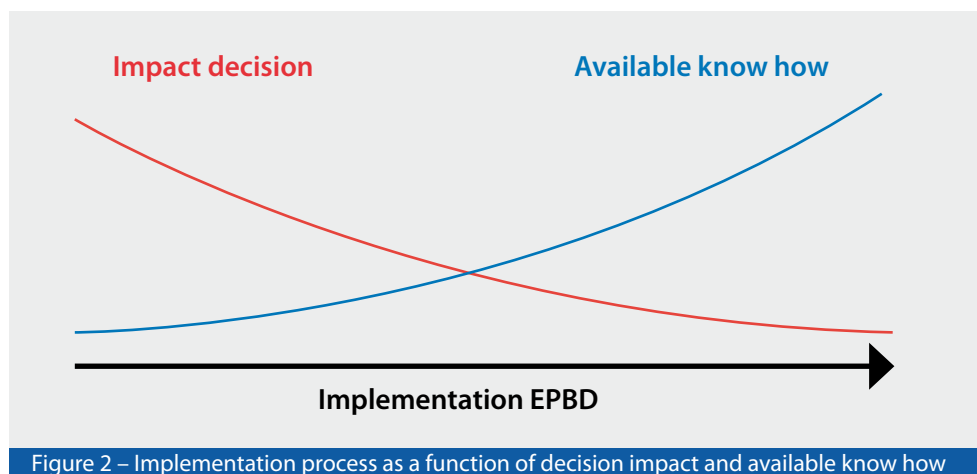 Impact decision
Available know how
Implementation EPBD
Figure 2 – Implementation process as a function of decision impact and available know how